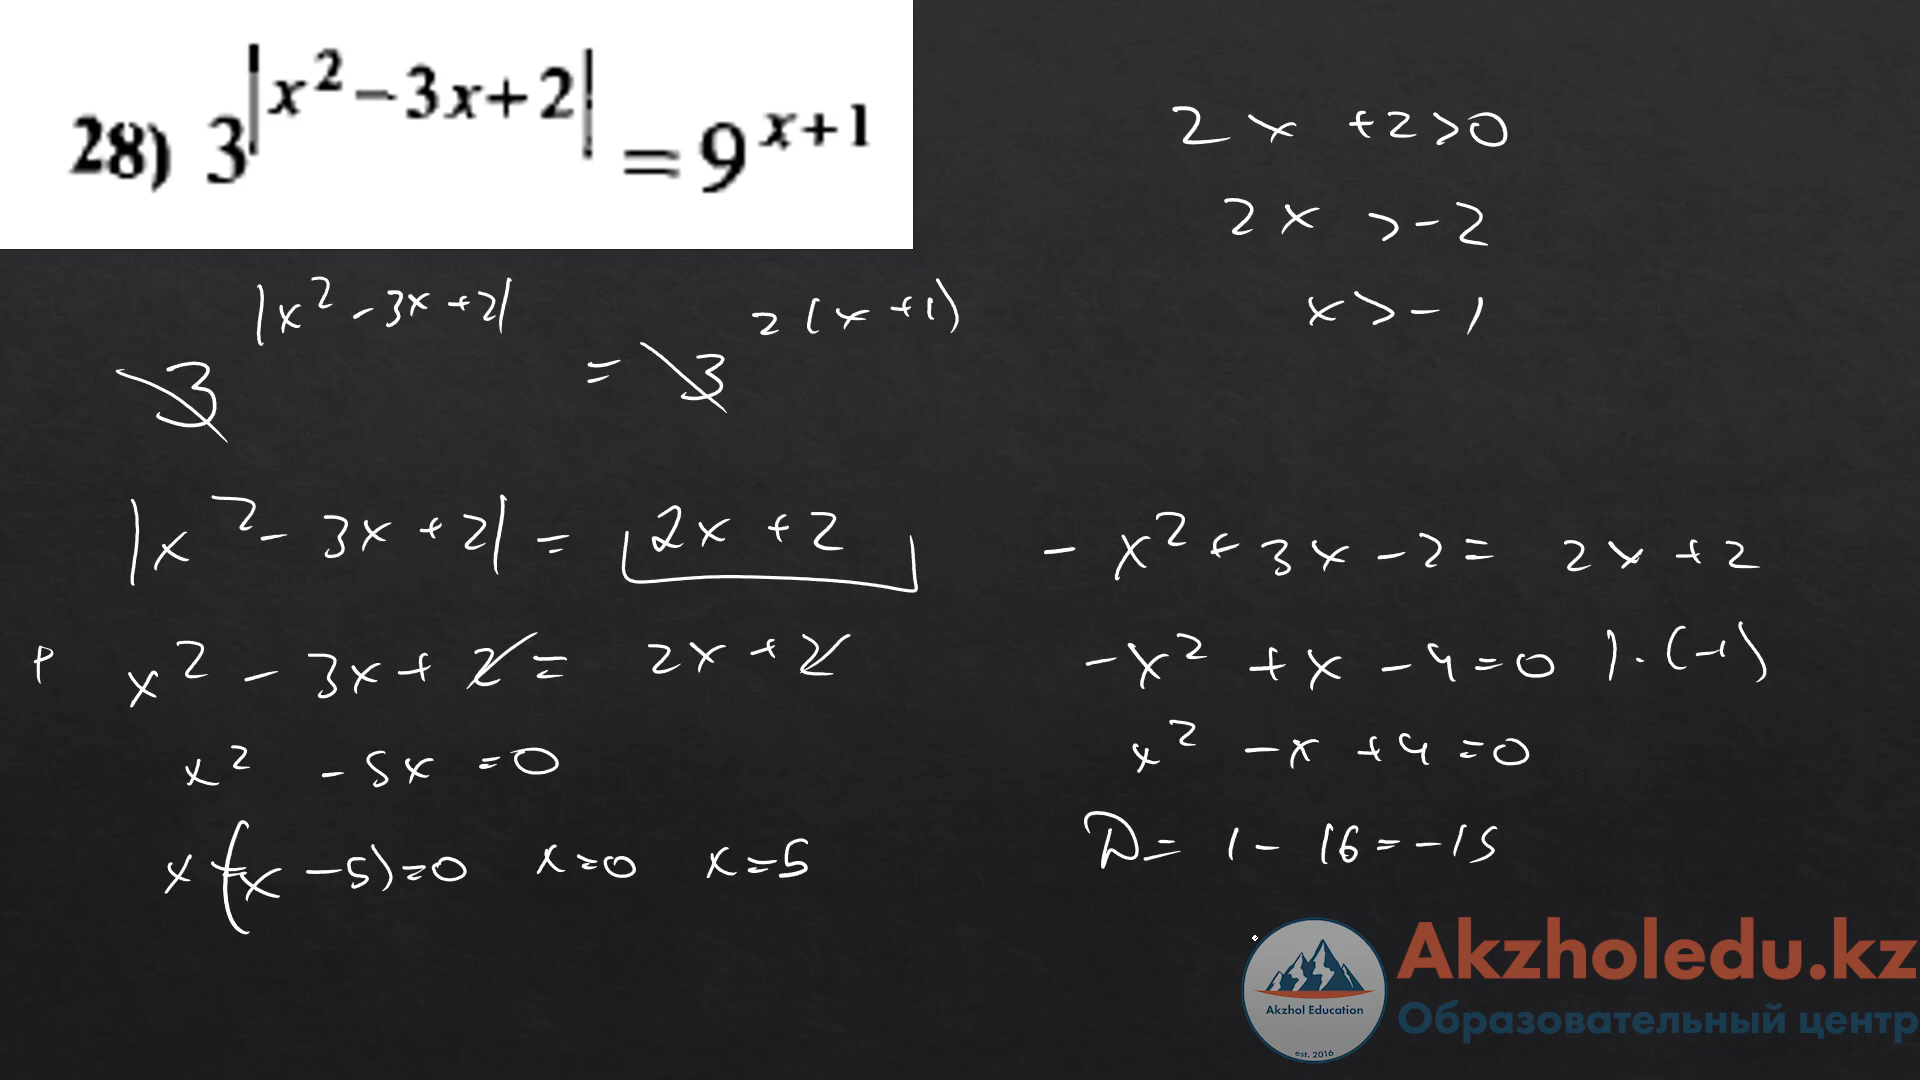 28) 3^|x²-3x+2| = 9^x+1
3^|x²-3x+2| = 3^2(x+1)
|x²-3x+2| = 2x+2
p x²-3x+2 = 2x+2
x² -5x =0
x(x-5)=0 x=0 x=5
2x +2>0
2x >-2
x>-1
-x²+3x-2= 2x+2
-x² +x -4=0 |·(-1)
x² -x +4=0
D= 1-16=-15
Akzholedu.kz
Образовательный центр
Akzhol Education
est. 2016